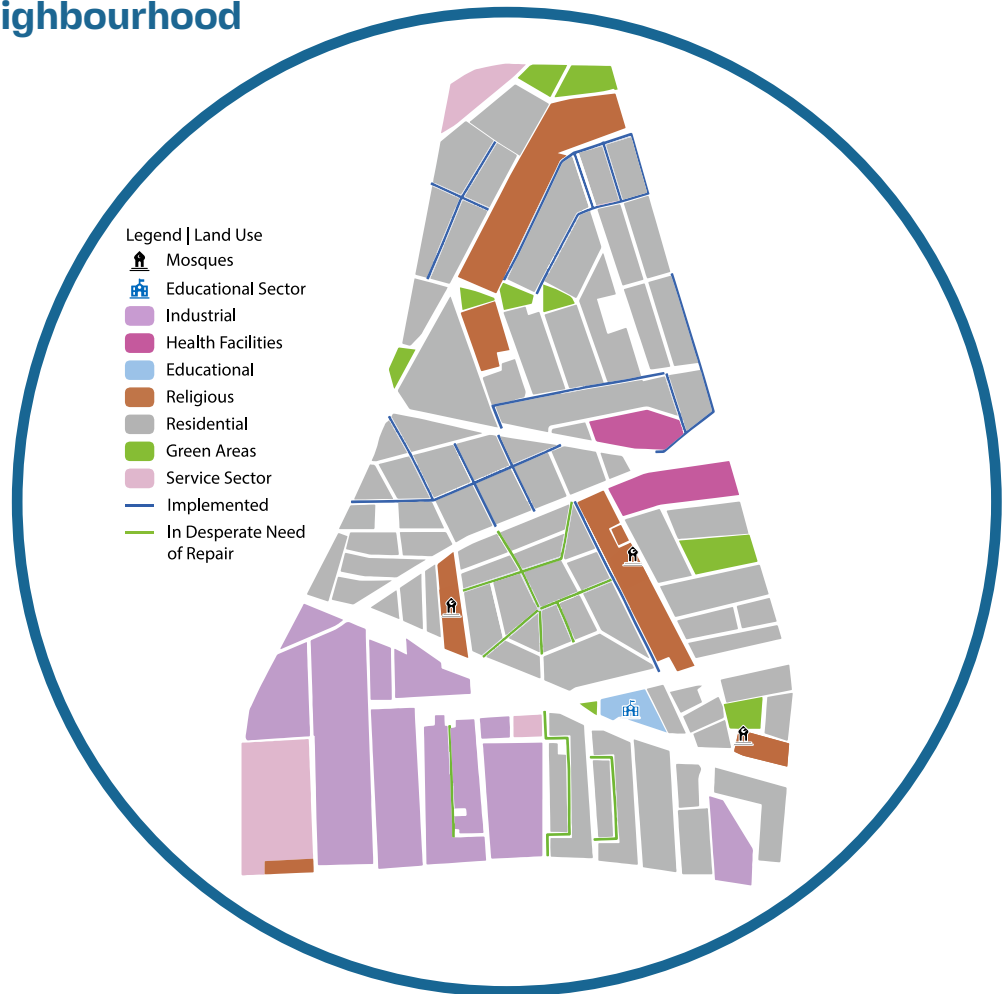 ighbourhood
Legend | Land Use
Mosques
Educational Sector
Industrial
Health Facilities
Educational
Religious
Residential
Green Areas
Service Sector
Implemented
In Desperate Need
of Repair